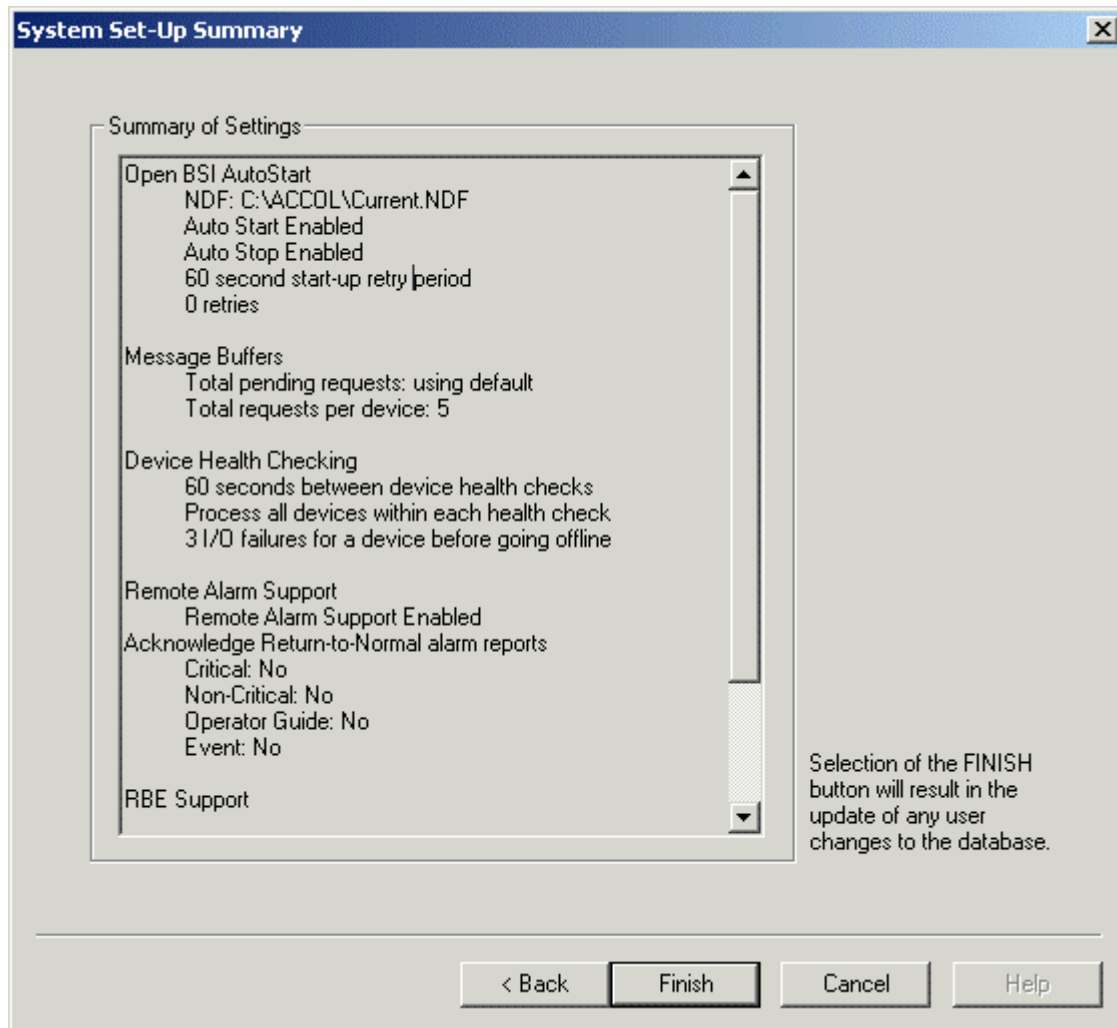 System Set-Up Summary
Summary of Settings
Open BSI AutoStart
NDF: C:\ACCOL\Current.NDF
Auto Start Enabled
Auto Stop Enabled
60 second start-up retry period
0 retries
Message Buffers
Total pending requests: using default
Total requests per device: 5
Device Health Checking
60 seconds between device health checks
Process all devices within each health check
3 I/O failures for a device before going offline
Remote Alarm Support
Remote Alarm Support Enabled
Acknowledge Return-to-Normal alarm reports
Critical: No
Non-Critical: No
Operator Guide: No
Event: No
RBE Support
Selection of the FINISH
button will result in the
update of any user
changes to the database.
< Back
Finish
Cancel
Help